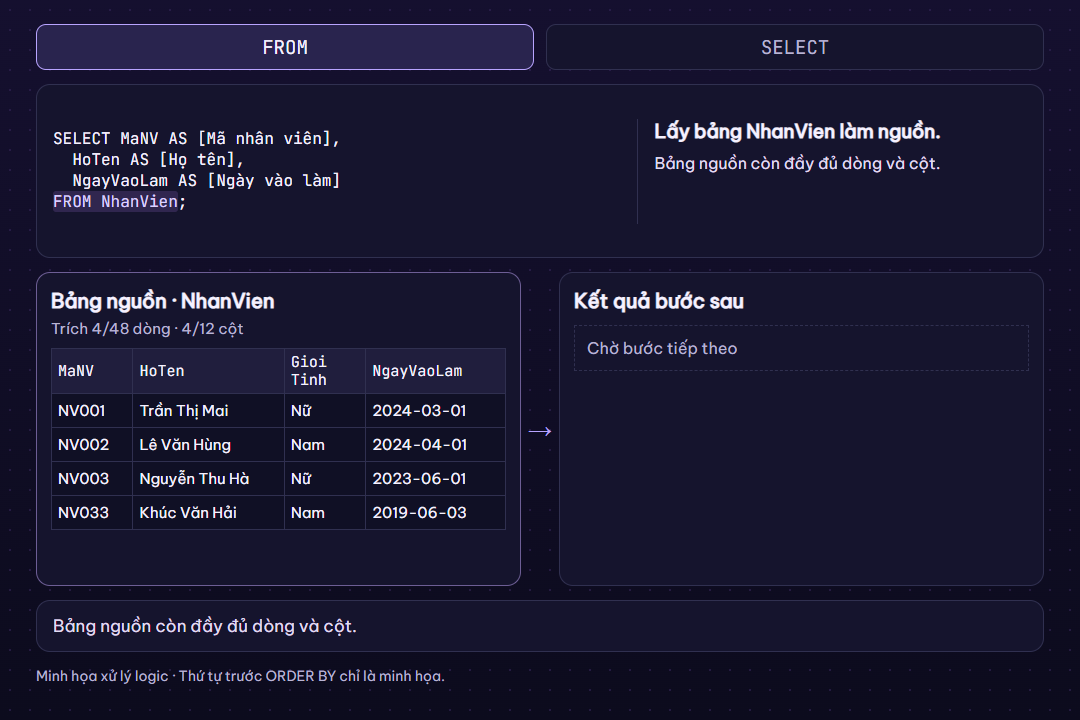 FROM
SELECT
SELECT MaNV AS [Mã nhân viên],
HoTen AS [Họ tên],
NgayVaoLam AS [Ngày vào làm]
FROM NhanVien;
Lấy bảng NhanVien làm nguồn.
Bảng nguồn còn đầy đủ dòng và cột.
Bảng nguồn · NhanVien
Trích 4/48 dòng · 4/12 cột
MaNV HoTen Gioi Tinh NgayVaoLam
NV001 Trần Thị Mai Nữ 2024-03-01
NV002 Lê Văn Hùng Nam 2024-04-01
NV003 Nguyễn Thu Hà Nữ 2023-06-01
NV033 Khúc Văn Hải Nam 2019-06-03
→
Kết quả bước sau
Chờ bước tiếp theo
Bảng nguồn còn đầy đủ dòng và cột.
Minh họa xử lý logic · Thứ tự trước ORDER BY chỉ là minh họa.